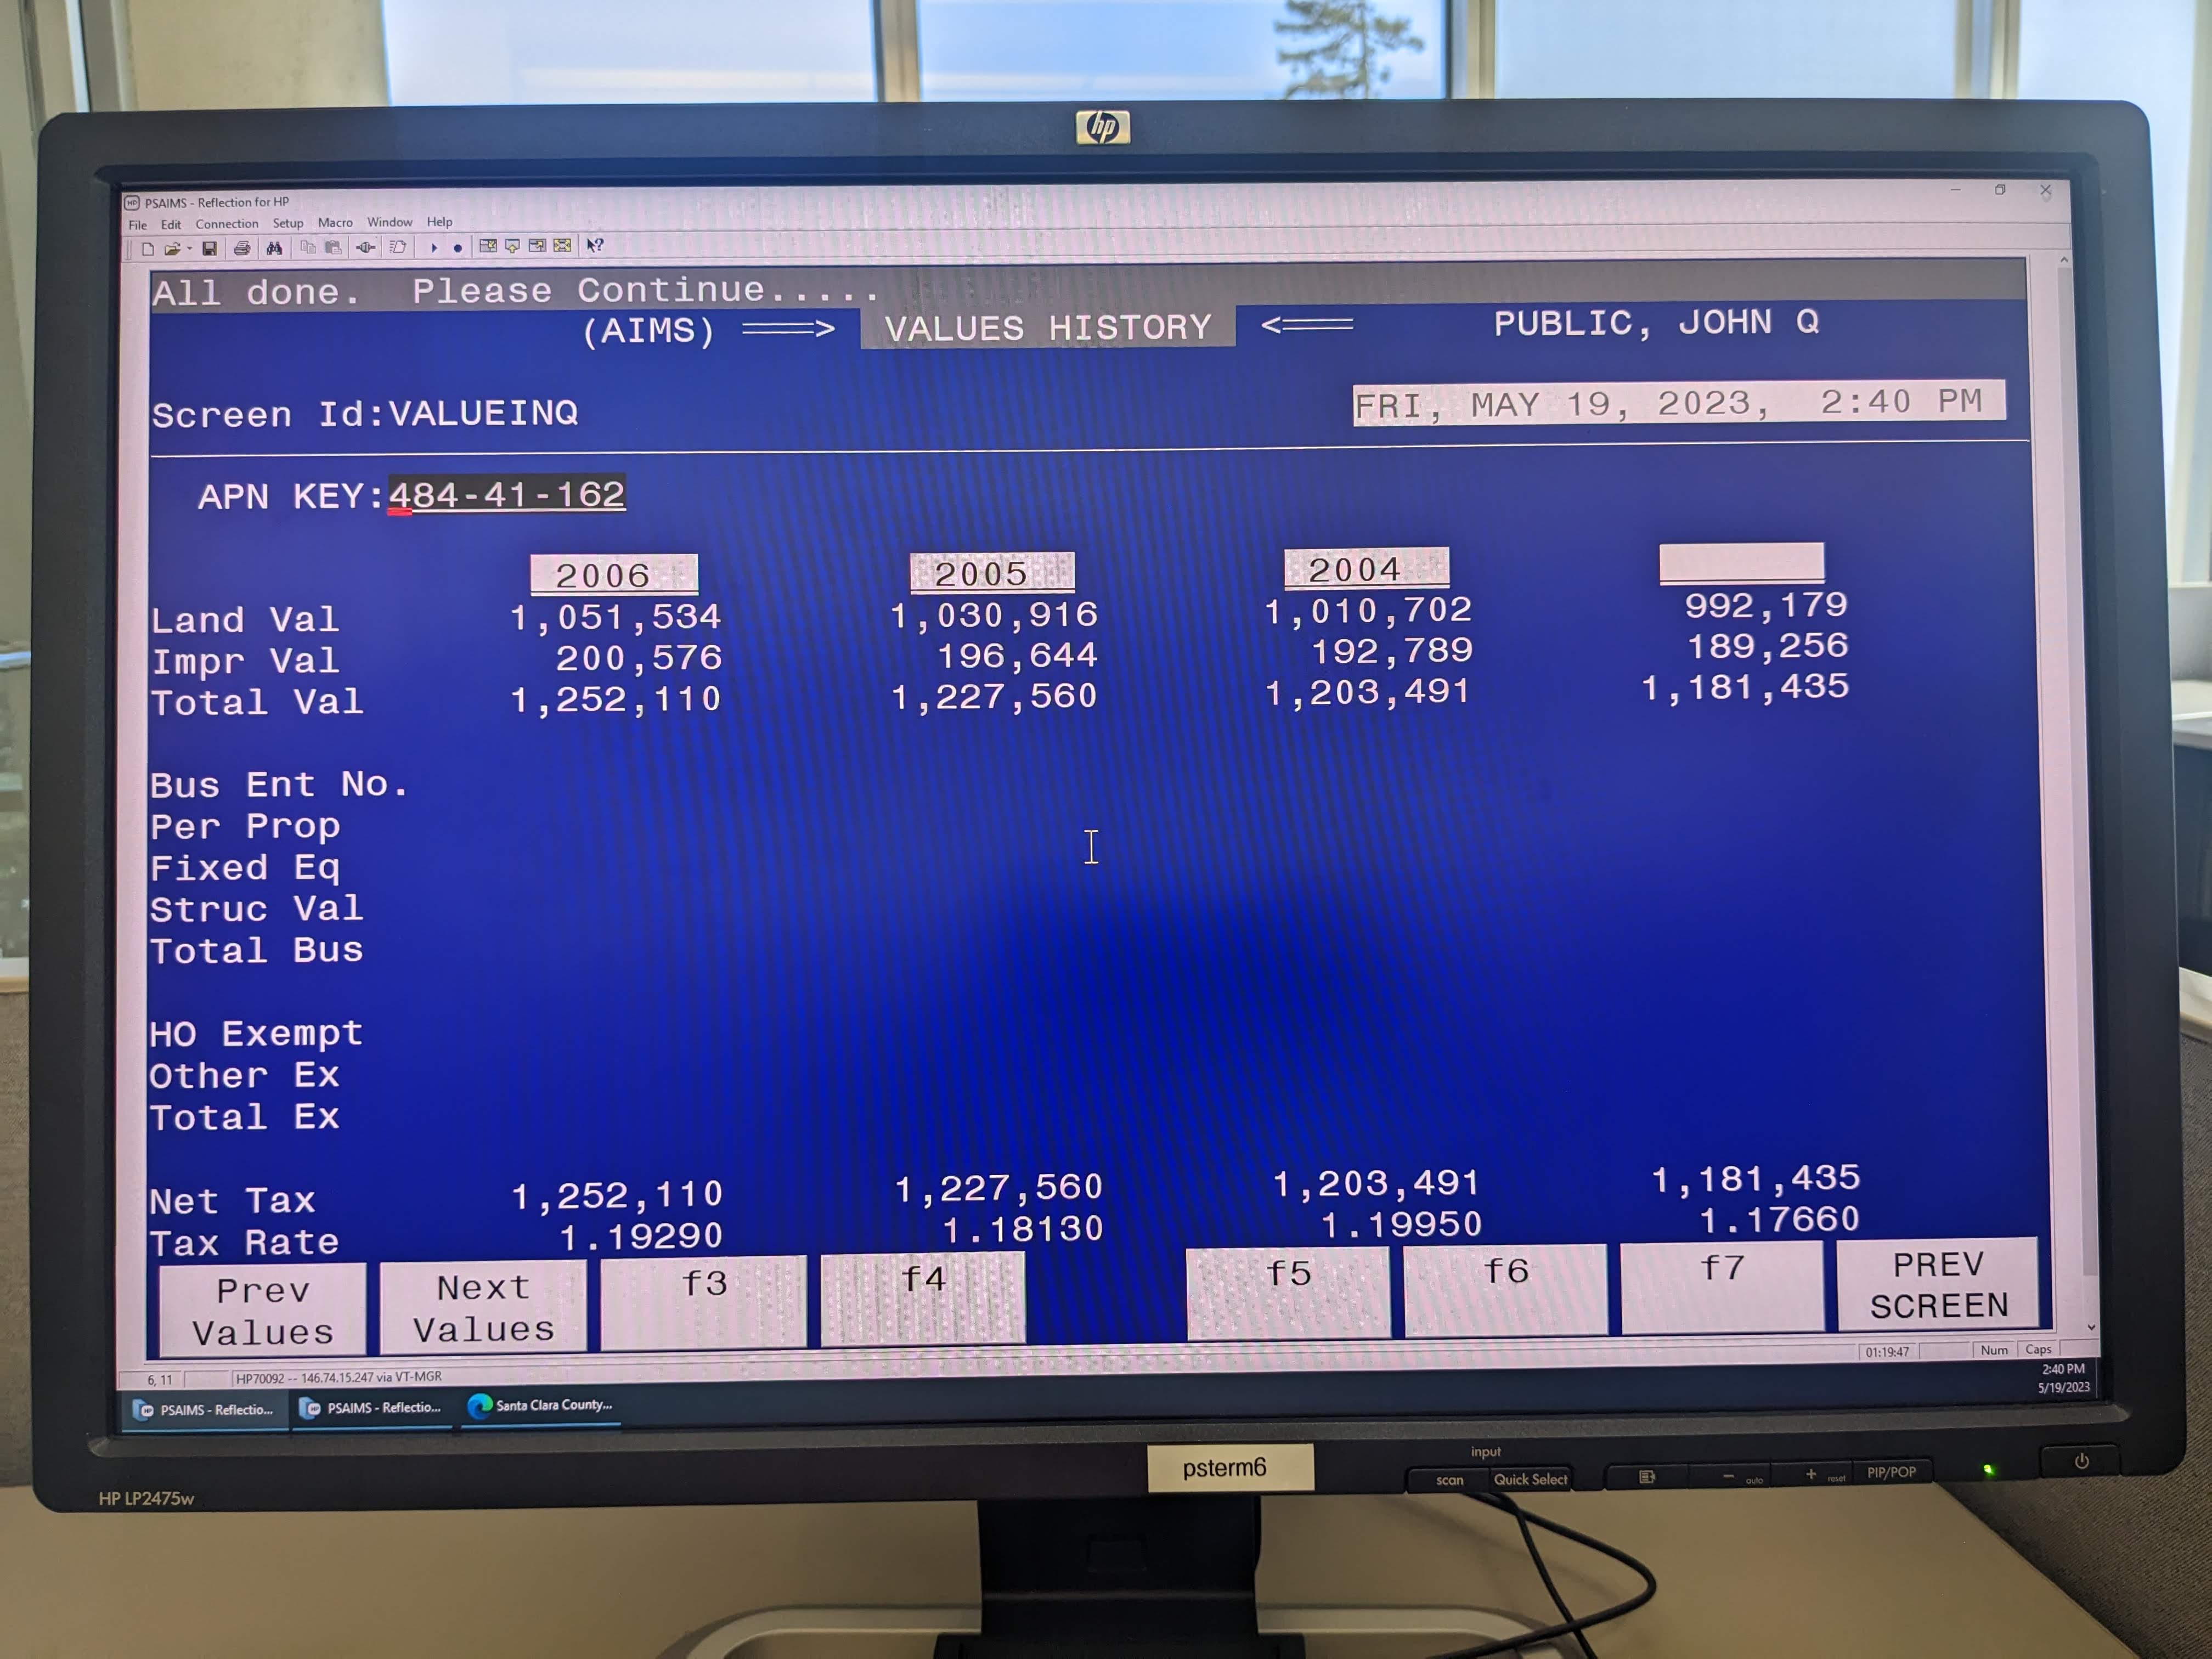 hp
PSAIMS - Reflection for HP
File Edit Connection Setup Macro Window Help
All done. Please Continue.....
(AIMS) ===> VALUES HISTORY <=== PUBLIC, JOHN Q
Screen Id:VALUEINQ FRI, MAY 19, 2023, 2:40 PM
APN KEY:484-41-162
2006 2005 2004
Land Val 1,051,534 1,030,916 1,010,702 992,179
Impr Val 200,576 196,644 192,789 189,256
Total Val 1,252,110 1,227,560 1,203,491 1,181,435
Bus Ent No.
Per Prop
Fixed Eq
Struc Val
Total Bus
HO Exempt
Other Ex
Total Ex
Net Tax 1,252,110 1,227,560 1,203,491 1,181,435
Tax Rate 1.19290 1.18130 1.19950 1.17660
Prev Values Next Values f3 f4 f5 f6 f7 PREV SCREEN
6, 11 HP70092 -- 146.74.15.247 via VT-MGR 01:19:47 Num Caps
PSAIMS - Reflectio... PSAIMS - Reflectio... Santa Clara County... 2:40 PM
5/19/2023
psterm6
input
scan Quick Select auto reset PIP/POP
HP LP2475w